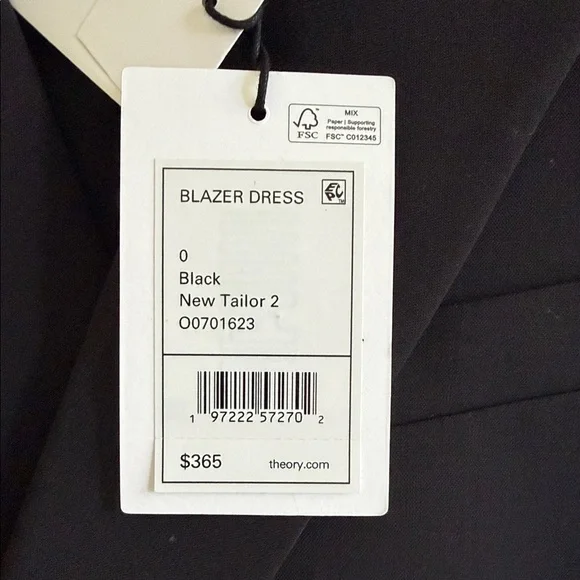 MIX
Paper | Supporting
responsible forestry
FSC
FSC™ C012345
BLAZER DRESS
0
Black
New Tailor 2
O0701623
1 97222 57270 2
$365 theory.com